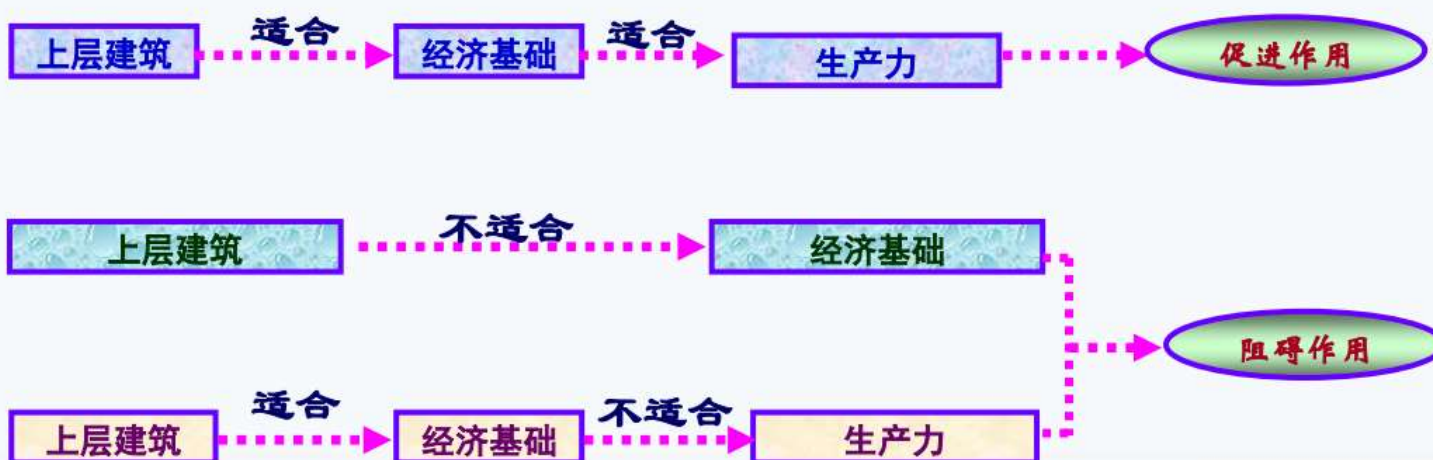 适合
适合
上层建筑
经济基础
生产力
促进作用
不适合
上层建筑
经济基础
阻碍作用
适合
不适合
上层建筑
经济基础
生产力